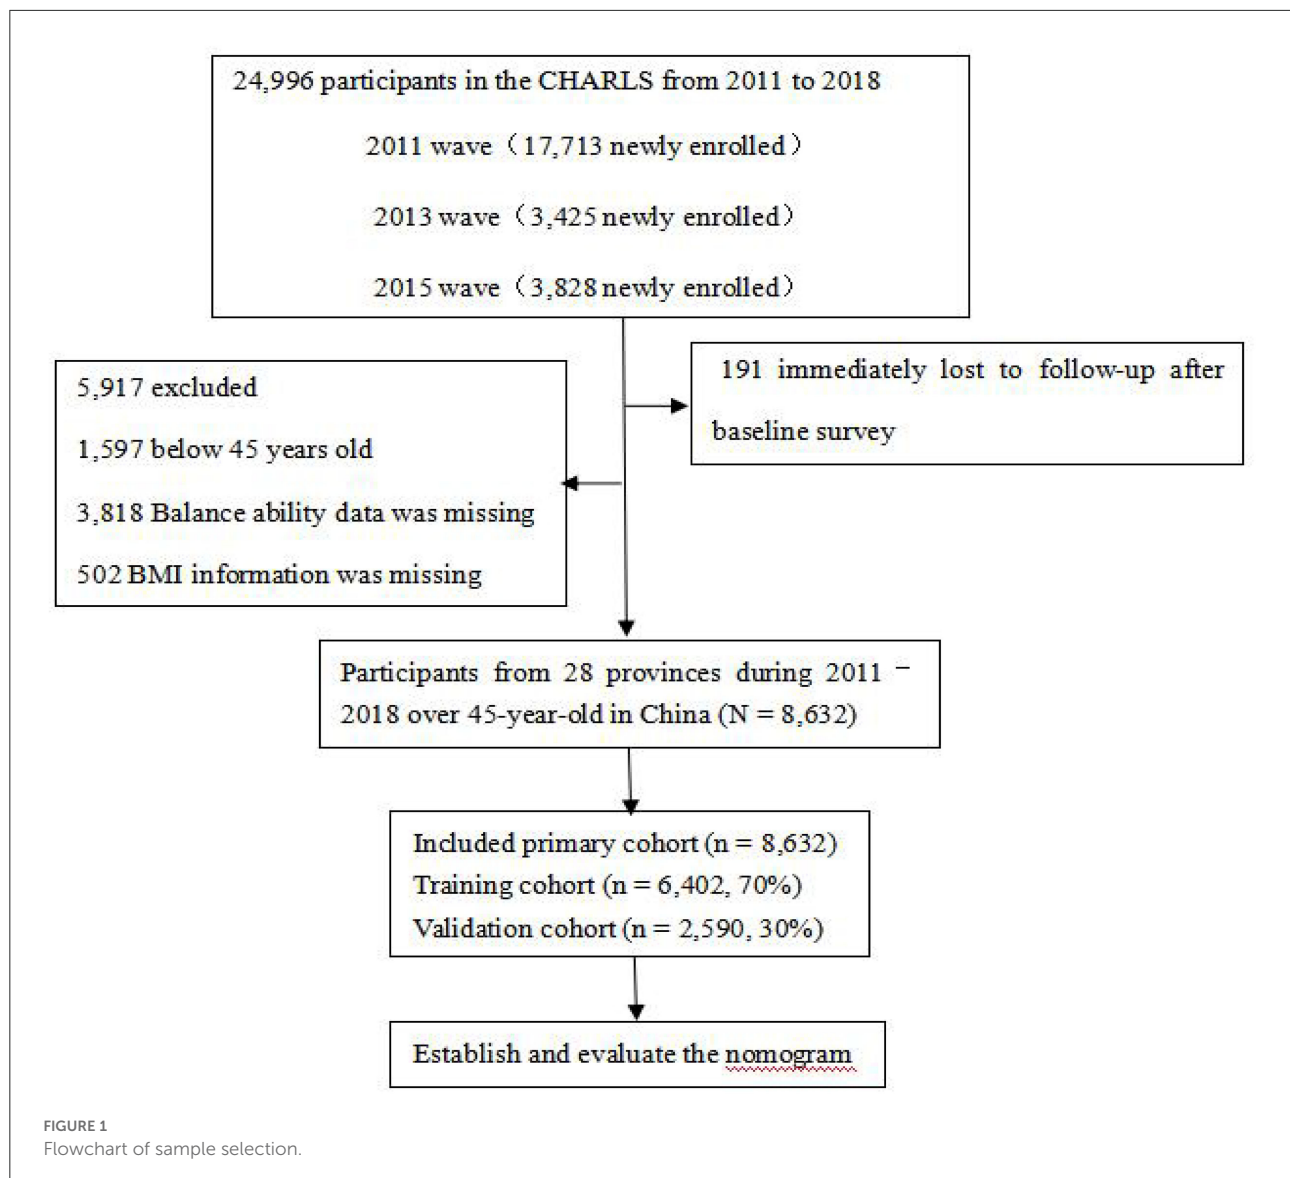 24,996 participants in the CHARLS from 2011 to 2018
2011 wave（17,713 newly enrolled）
2013 wave（3,425 newly enrolled）
2015 wave（3,828 newly enrolled）
191 immediately lost to follow-up after
baseline survey
5,917 excluded
1,597 below 45 years old
3,818 Balance ability data was missing
502 BMI information was missing
Participants from 28 provinces during 2011 –
2018 over 45-year-old in China (N = 8,632)
Included primary cohort (n = 8,632)
Training cohort (n = 6,402, 70%)
Validation cohort (n = 2,590, 30%)
Establish and evaluate the nomogram
FIGURE 1
Flowchart of sample selection.